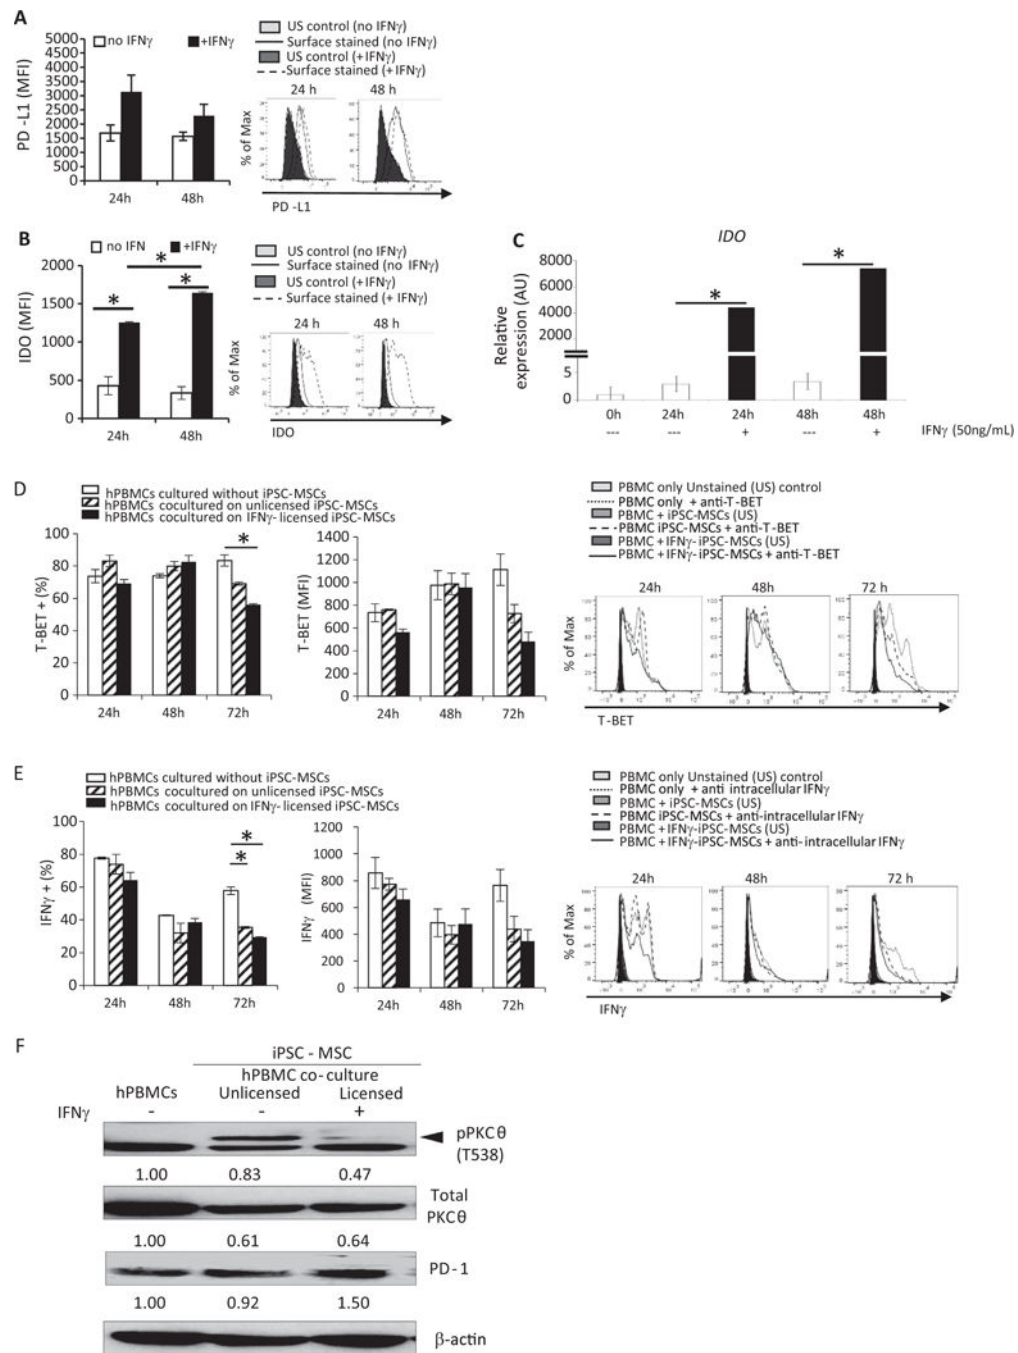 A
no IFNγ
+IFNγ
PD -L1 (MFI)
5000
4500
4000
3500
3000
2500
2000
1500
1000
500
0
24h
48h
US control (no IFNγ)
Surface stained (no IFNγ)
US control (+IFNγ)
Surface stained (+IFNγ)
24 h
48 h
% of Max
PD -L1
B
no IFN
+IFNγ
IDO (MFI)
2000
1500
1000
500
0
*
*
*
24h
48h
US control (no IFNγ)
Surface stained (no IFNγ)
US control (+IFNγ)
Surface stained (+ IFNγ)
24 h
48 h
% of Max
IDO
C
IDO
Relative
expression (AU)
8000
6000
4000
2000
5
0
*
*
0h
24h
24h
48h
48h
---
---
+
---
+
IFNγ (50ng/mL)
D
hPBMCs cultured without iPSC-MSCs
hPBMCs cocultured on unlicensed iPSC-MSCs
hPBMCs cocultured on IFNγ- licensed iPSC-MSCs
T-BET + (%)
100
80
60
40
20
0
*
24h
48h
72h
T-BET (MFI)
1400
1200
1000
800
600
400
200
0
24h
48h
72h
PBMC only Unstained (US) control
PBMC only + anti-T-BET
PBMC + iPSC-MSCs (US)
PBMC iPSC-MSCs + anti-T-BET
PBMC + IFNγ-iPSC-MSCs (US)
PBMC + IFNγ-iPSC-MSCs + anti-T-BET
24h
48h
72 h
% of Max
T-BET
E
hPBMCs cultured without iPSC-MSCs
hPBMCs cocultured on unlicensed iPSC-MSCs
hPBMCs cocultured on IFNγ- licensed iPSC-MSCs
IFNγ + (%)
100
80
60
40
20
0
*
*
24h
48h
72h
IFNγ (MFI)
1200
1000
800
600
400
200
0
24h
48h
72h
PBMC only Unstained (US) control
PBMC only + anti intracellular IFNγ
PBMC + iPSC-MSCs (US)
PBMC iPSC-MSCs + anti-intracellular IFNγ
PBMC + IFNγ-iPSC-MSCs (US)
PBMC + IFNγ-iPSC-MSCs + anti- intracellular IFNγ
24h
48h
72 h
% of Max
IFNγ
F
iPSC - MSC
hPBMC co-culture
hPBMCs
Unlicensed
Licensed
IFNγ
-
-
+
pPKCθ
(T538)
1.00
0.83
0.47
Total
PKCθ
1.00
0.61
0.64
PD-1
1.00
0.92
1.50
β-actin